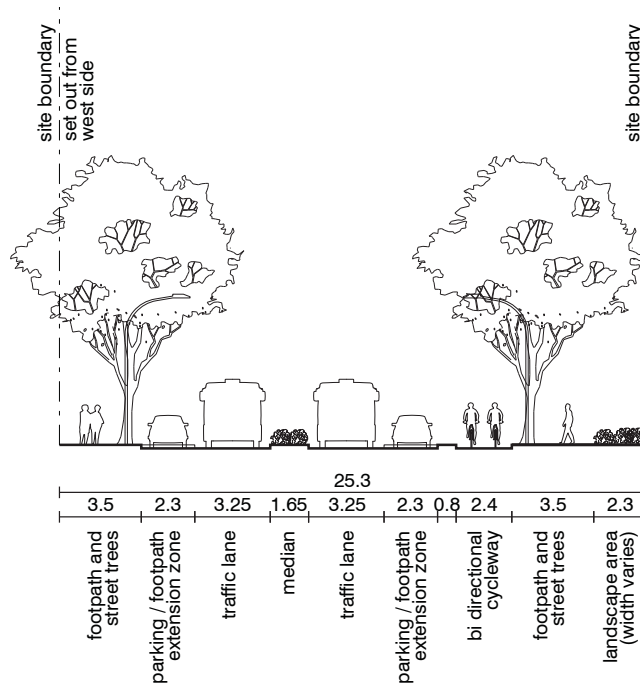 site boundary
set out from
west side
site boundary
25.3
3.5
2.3
3.25
1.65
3.25
2.3
0.8
2.4
3.5
2.3
footpath and
street trees
parking / footpath
extension zone
traffic lane
median
traffic lane
parking / footpath
extension zone
bi directional
cycleway
footpath and
street trees
landscape area
(width varies)